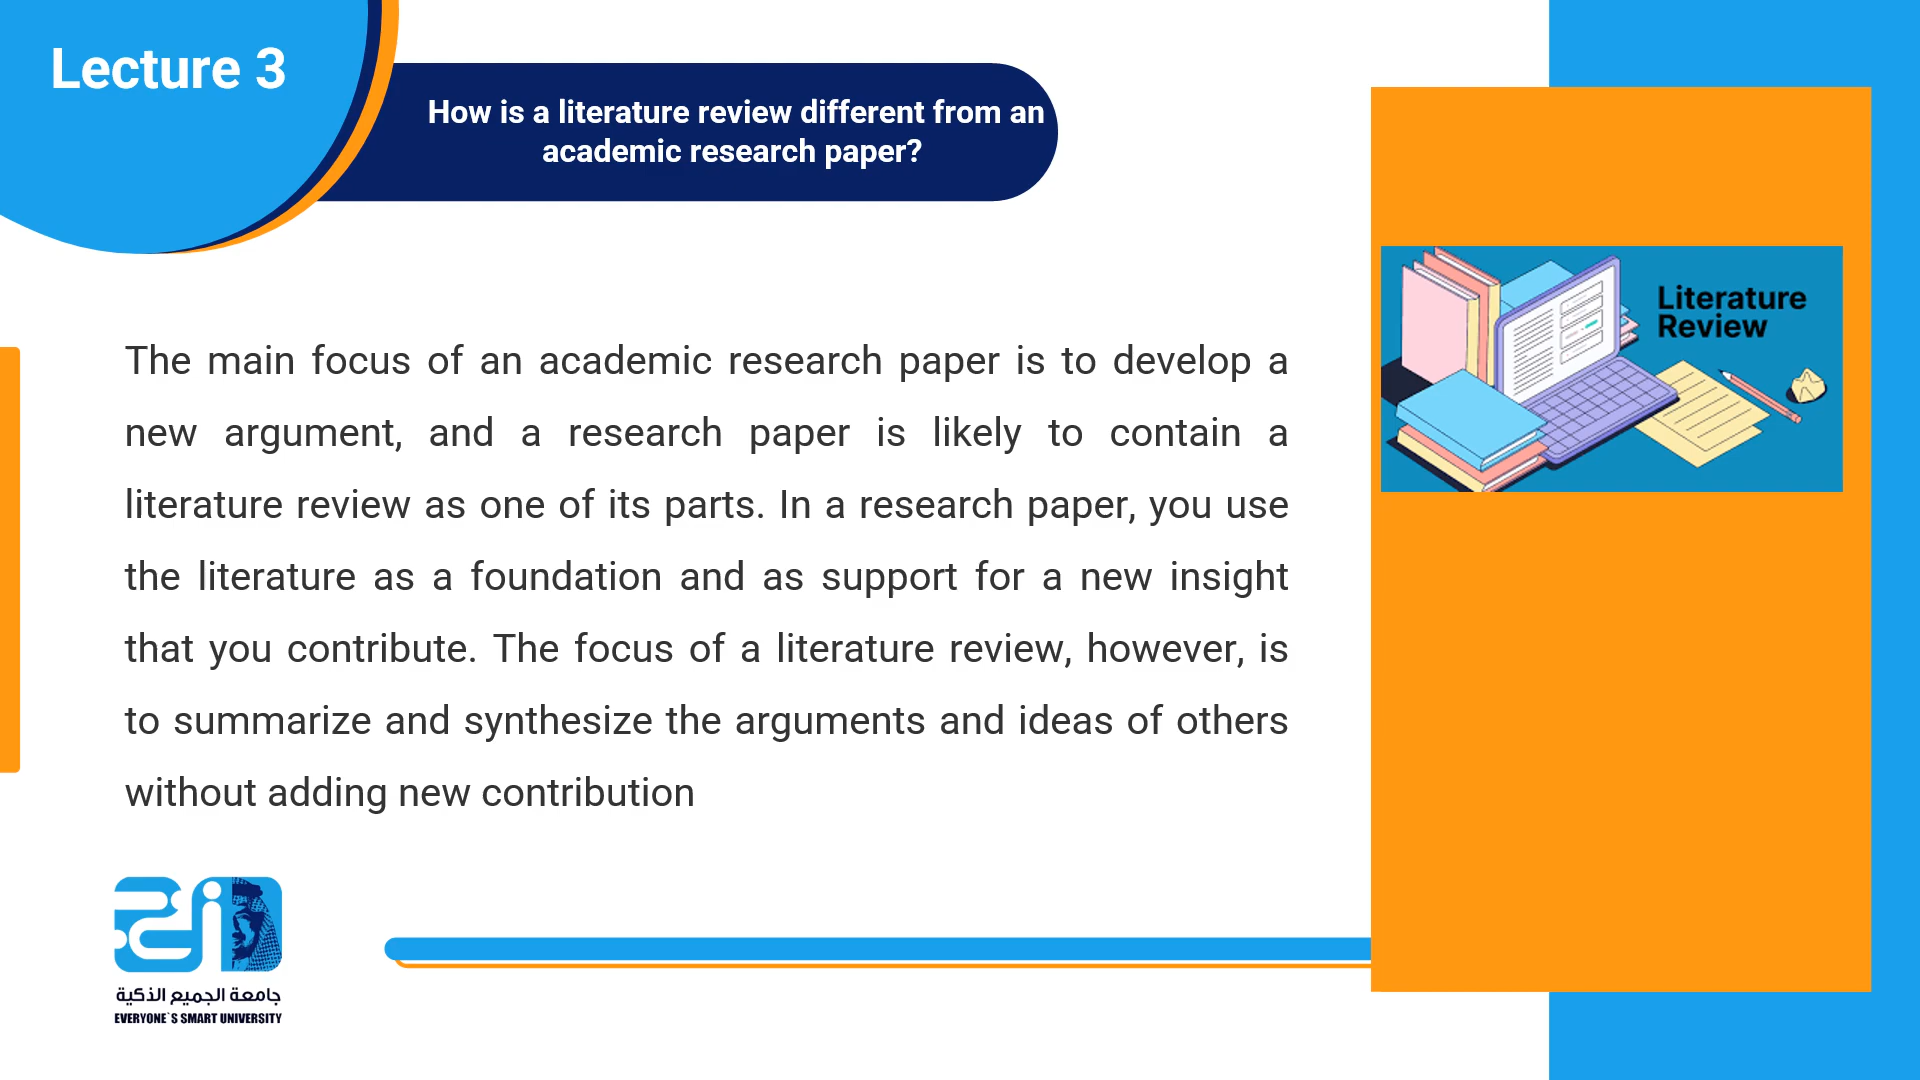 Lecture 3
How is a literature review different from an
academic research paper?
The main focus of an academic research paper is to develop a
new argument, and a research paper is likely to contain a
literature review as one of its parts. In a research paper, you use
the literature as a foundation and as support for a new insight
that you contribute. The focus of a literature review, however, is
to summarize and synthesize the arguments and ideas of others
without adding new contribution
Literature
Review
جامعة الجميع الذكية
EVERYONE`S SMART UNIVERSITY